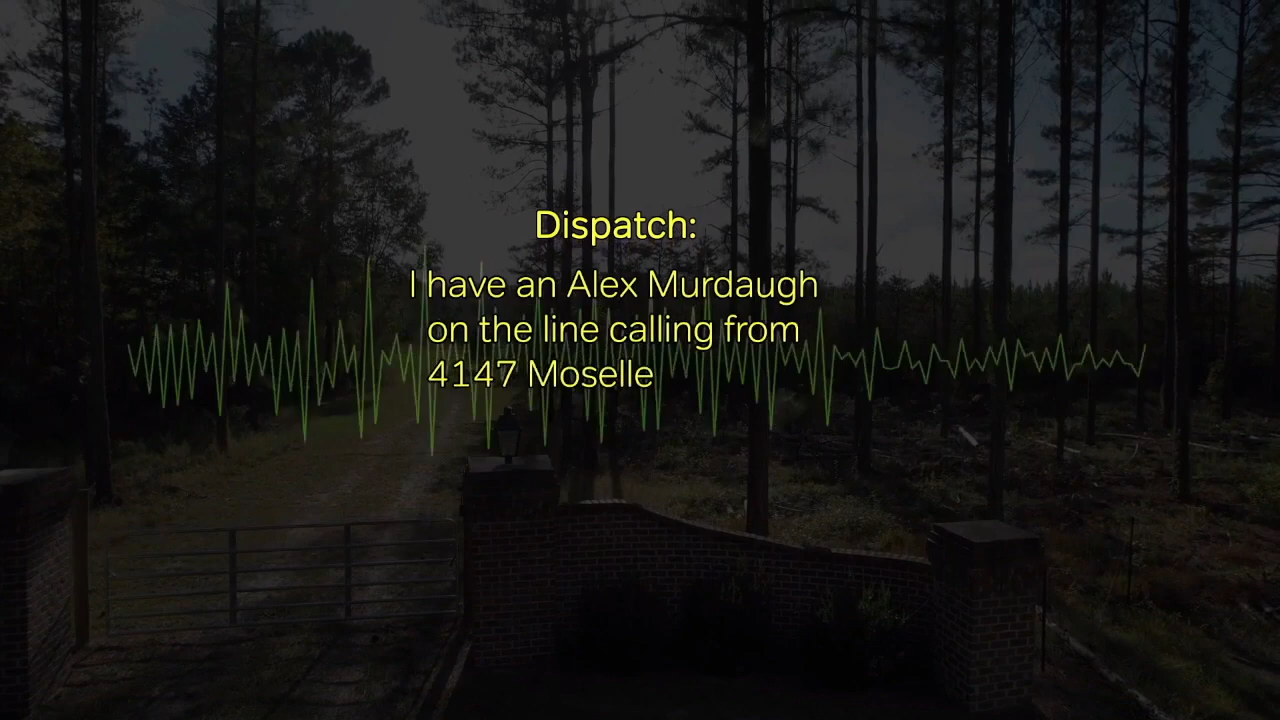 Dispatch:
I have an Alex Murdaugh
on the line calling from
4147 Moselle